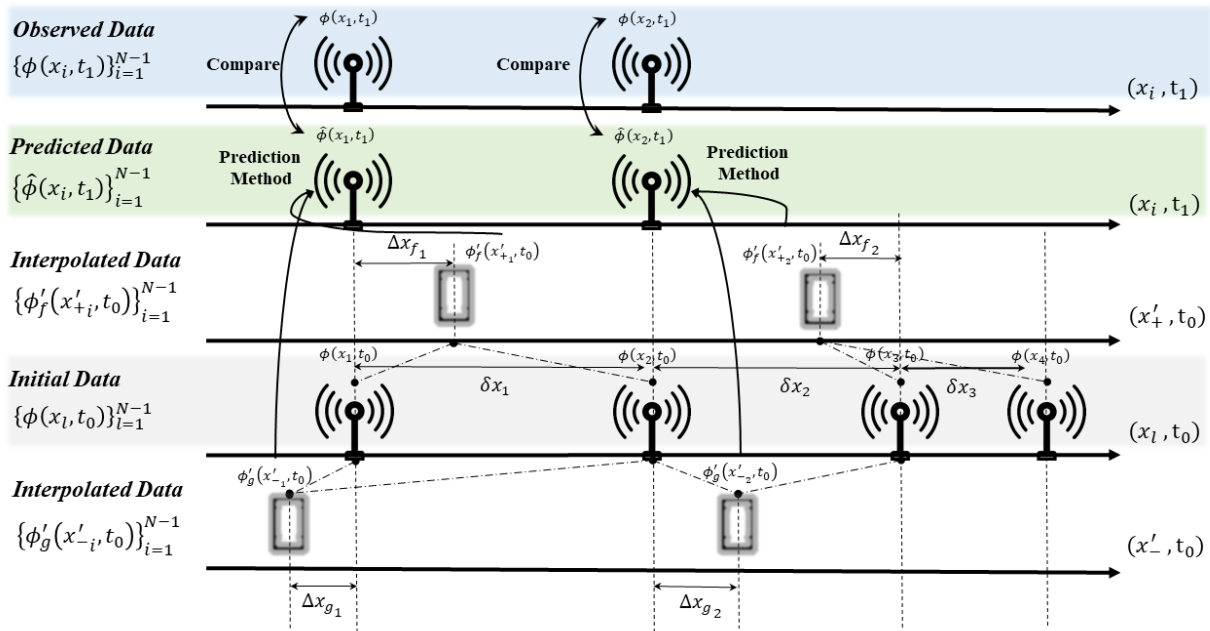 Observed Data
{ϕ(x_i, t_1)}_{i=1}^{N−1}
ϕ(x_1, t_1)
ϕ(x_2, t_1)
Compare
Compare
(x_i, t_1)
Predicted Data
{ϕ̂(x_i, t_1)}_{i=1}^{N−1}
ϕ̂(x_1, t_1)
ϕ̂(x_2, t_1)
Prediction
Method
Prediction
Method
(x_i, t_1)
Interpolated Data
{ϕ′_f(x′_{+i}, t_0)}_{i=1}^{N−1}
Δx_{f_1}
ϕ′_f(x′_{+1}, t_0)
ϕ′_f(x′_{+2}, t_0)
Δx_{f_2}
(x′_+, t_0)
Initial Data
{ϕ(x_l, t_0)}_{l=1}^{N−1}
ϕ(x_1, t_0)
ϕ(x_2, t_0)
ϕ(x_3, t_0)
ϕ(x_4, t_0)
δx_1
δx_2
δx_3
(x_l, t_0)
Interpolated Data
{ϕ′_g(x′_{−i}, t_0)}_{i=1}^{N−1}
ϕ′_g(x′_{−1}, t_0)
ϕ′_g(x′_{−2}, t_0)
(x′_−, t_0)
Δx_{g_1}
Δx_{g_2}